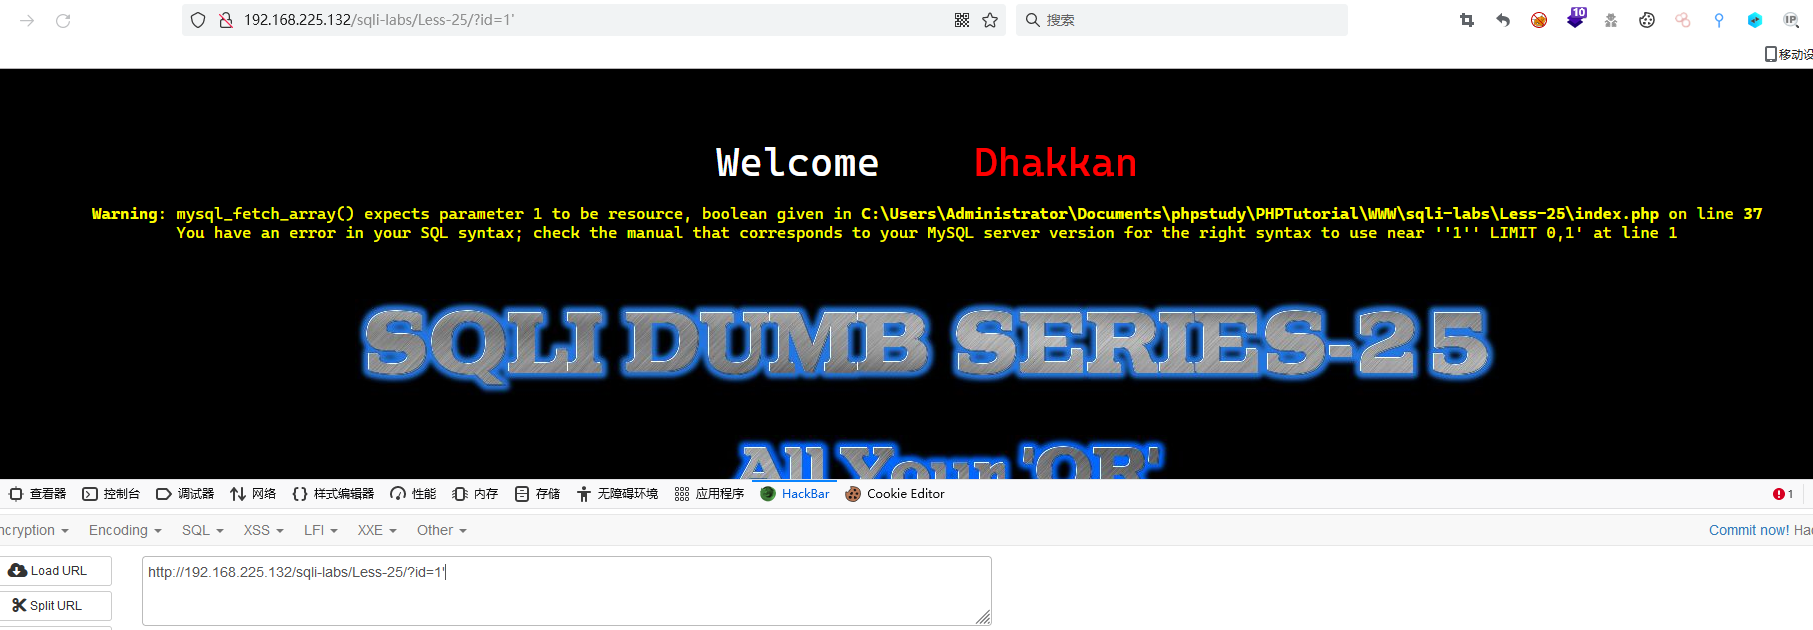 192.168.225.132/sqli-labs/Less-25/?id=1'
搜索
10
IP
移动设
Welcome Dhakkan
Warning: mysql_fetch_array() expects parameter 1 to be resource, boolean given in C:\Users\Administrator\Documents\phpstudy\PHPTutorial\WWW\sqli-labs\Less-25\index.php on line 37
You have an error in your SQL syntax; check the manual that corresponds to your MySQL server version for the right syntax to use near ''1'' LIMIT 0,1' at line 1
SQLI DUMB SERIES-25
All Your 'OR'
查看器 控制台 调试器 网络 样式编辑器 性能 内存 存储 无障碍环境 应用程序 HackBar Cookie Editor 1
ncryption Encoding SQL XSS LFI XXE Other Commit now! Hac
Load URL
http://192.168.225.132/sqli-labs/Less-25/?id=1'
Split URL